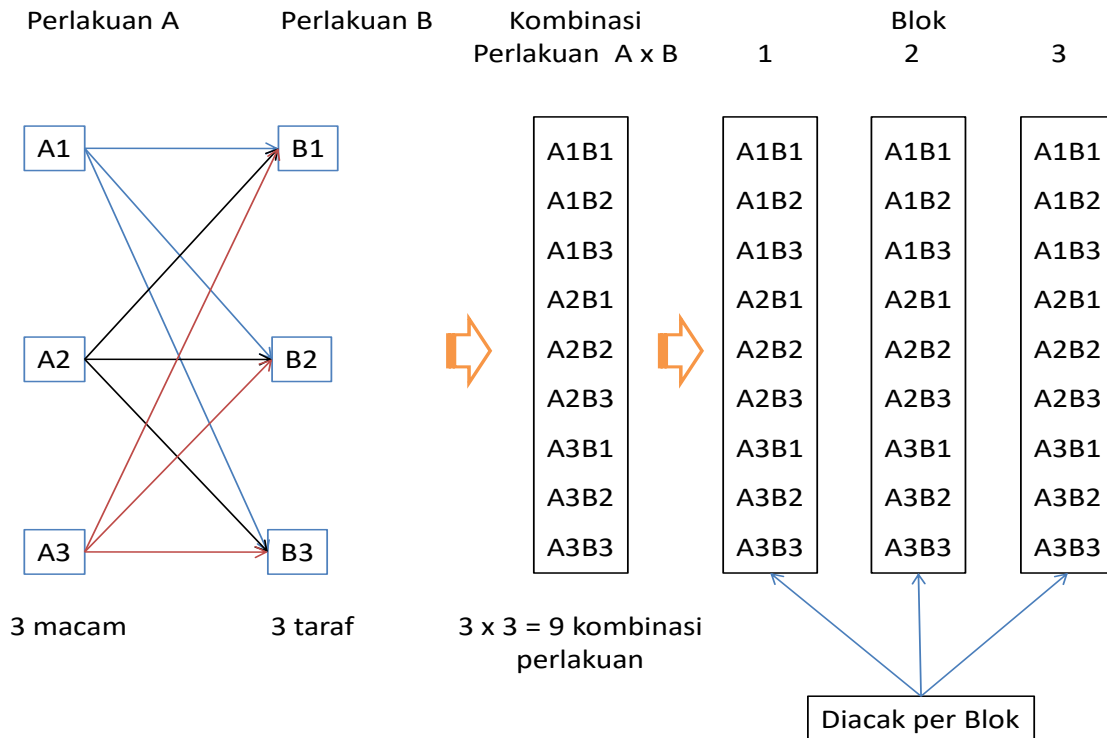 Perlakuan A
Perlakuan B
Kombinasi
Perlakuan A x B
Blok
1 2 3
A1
A2
A3
B1
B2
B3
A1B1
A1B2
A1B3
A2B1
A2B2
A2B3
A3B1
A3B2
A3B3
A1B1
A1B2
A1B3
A2B1
A2B2
A2B3
A3B1
A3B2
A3B3
A1B1
A1B2
A1B3
A2B1
A2B2
A2B3
A3B1
A3B2
A3B3
A1B1
A1B2
A1B3
A2B1
A2B2
A2B3
A3B1
A3B2
A3B3
3 macam
3 taraf
3 x 3 = 9 kombinasi
perlakuan
Diacak per Blok